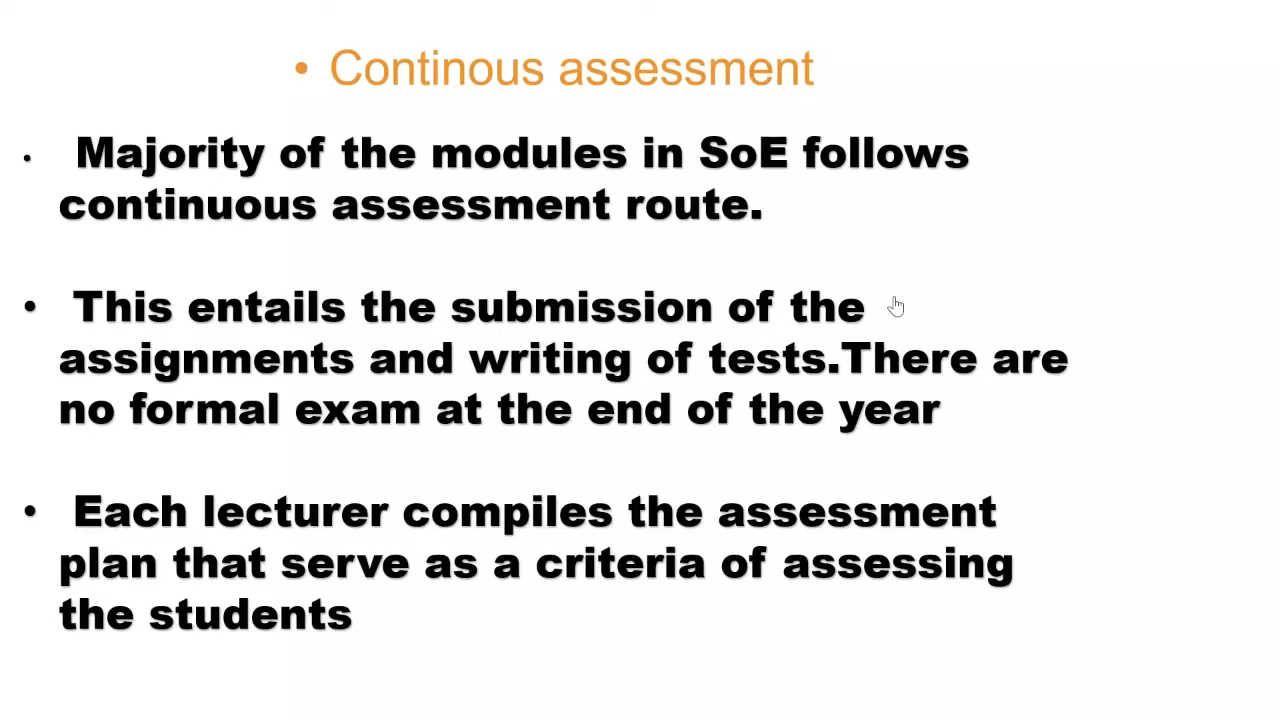 • Continous assessment
• Majority of the modules in SoE follows
continuous assessment route.
• This entails the submission of the
assignments and writing of tests.There are
no formal exam at the end of the year
• Each lecturer compiles the assessment
plan that serve as a criteria of assessing
the students